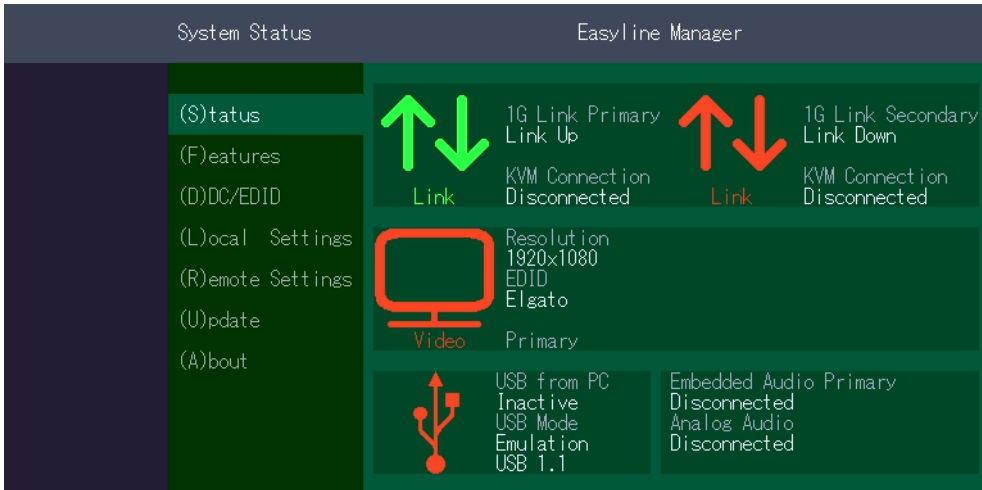 System Status
Easyline Manager
(S)tatus
(F)eatures
(D)DC/EDID
(L)ocal Settings
(R)emote Settings
(U)pdate
(A)bout
1G Link Primary
Link Up
KVM Connection
Disconnected
Link
1G Link Secondary
Link Down
KVM Connection
Disconnected
Link
Resolution
1920x1080
EDID
Elgato
Video
Primary
USB from PC
Inactive
USB Mode
Emulation
USB 1.1
Embedded Audio Primary
Disconnected
Analog Audio
Disconnected